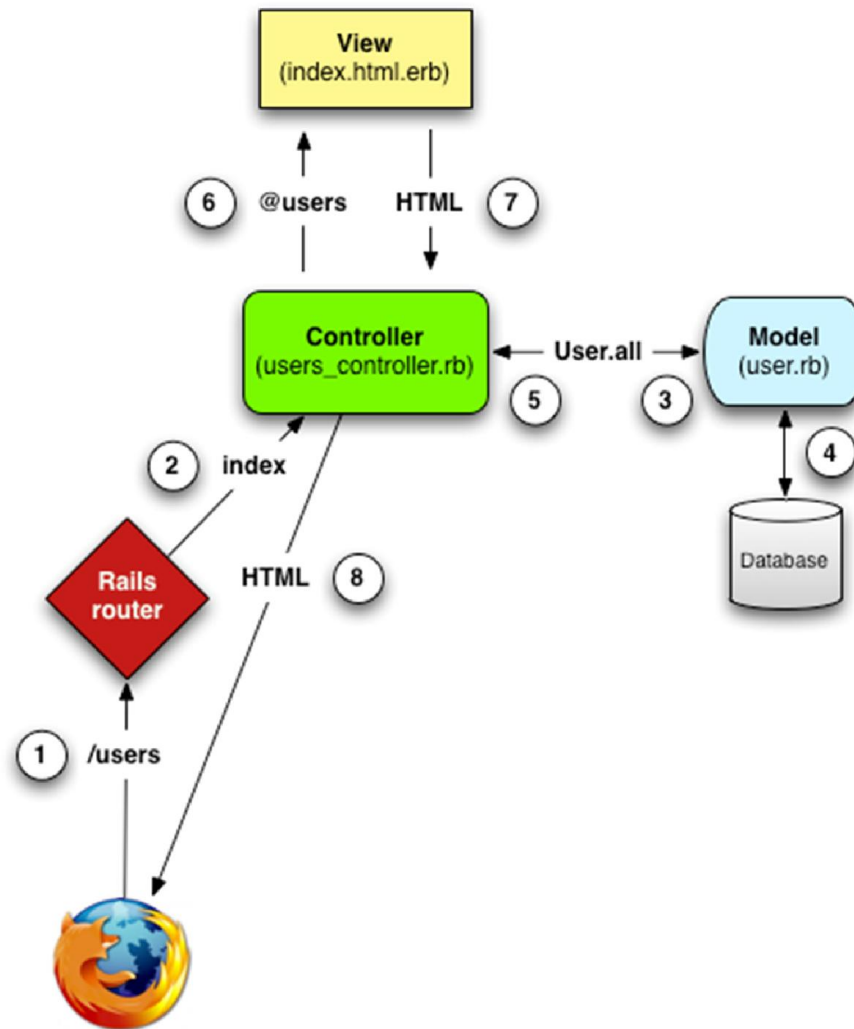 View
(index.html.erb)
6
@users
HTML
7
Controller
(users_controller.rb)
User.all
Model
(user.rb)
5
3
2
index
4
Database
Rails
router
HTML
8
1
/users